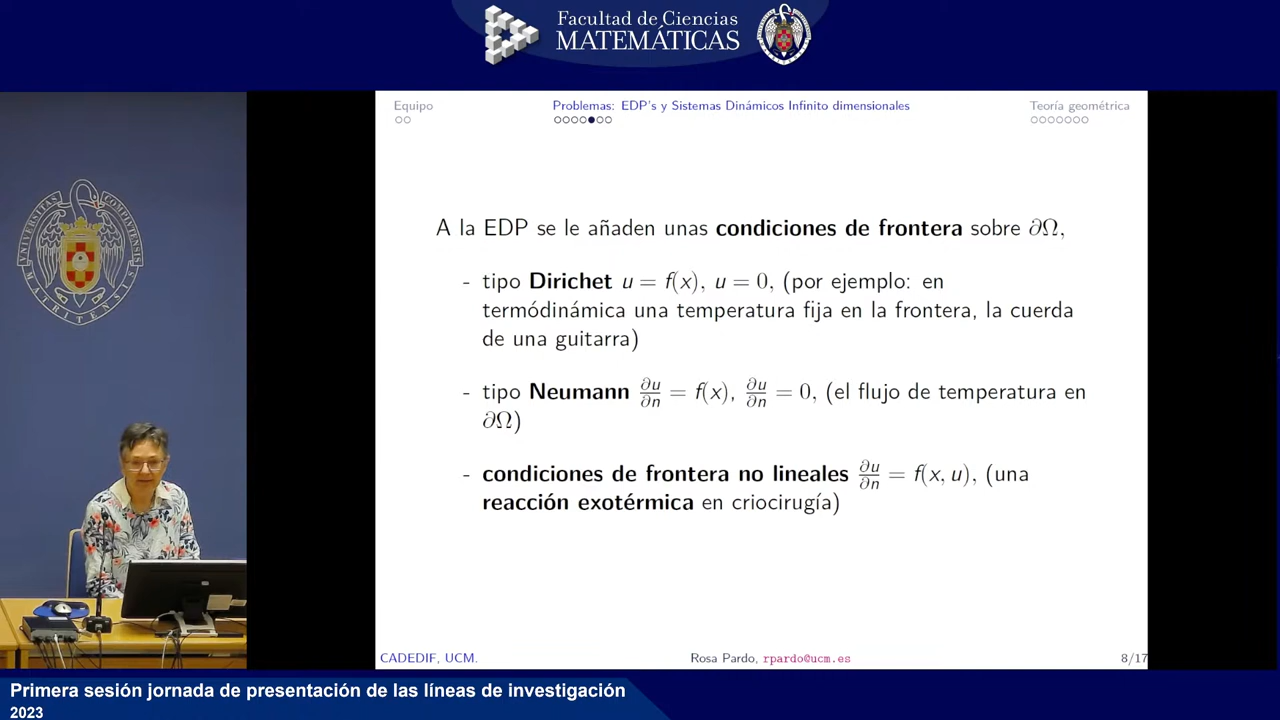 Facultad de Ciencias
MATEMÁTICAS
Equipo
Problemas: EDP's y Sistemas Dinámicos Infinito dimensionales
Teoría geométrica
A la EDP se le añaden unas condiciones de frontera sobre ∂Ω,
- tipo Dirichet u = f(x), u = 0, (por ejemplo: en
termódinámica una temperatura fija en la frontera, la cuerda
de una guitarra)
- tipo Neumann ∂u/∂n = f(x), ∂u/∂n = 0, (el flujo de temperatura en
∂Ω)
- condiciones de frontera no lineales ∂u/∂n = f(x, u), (una
reacción exotérmica en criocirugía)
CADEDIF, UCM.
Rosa Pardo, rpardo@ucm.es
8/17
Primera sesión jornada de presentación de las líneas de investigación
2023